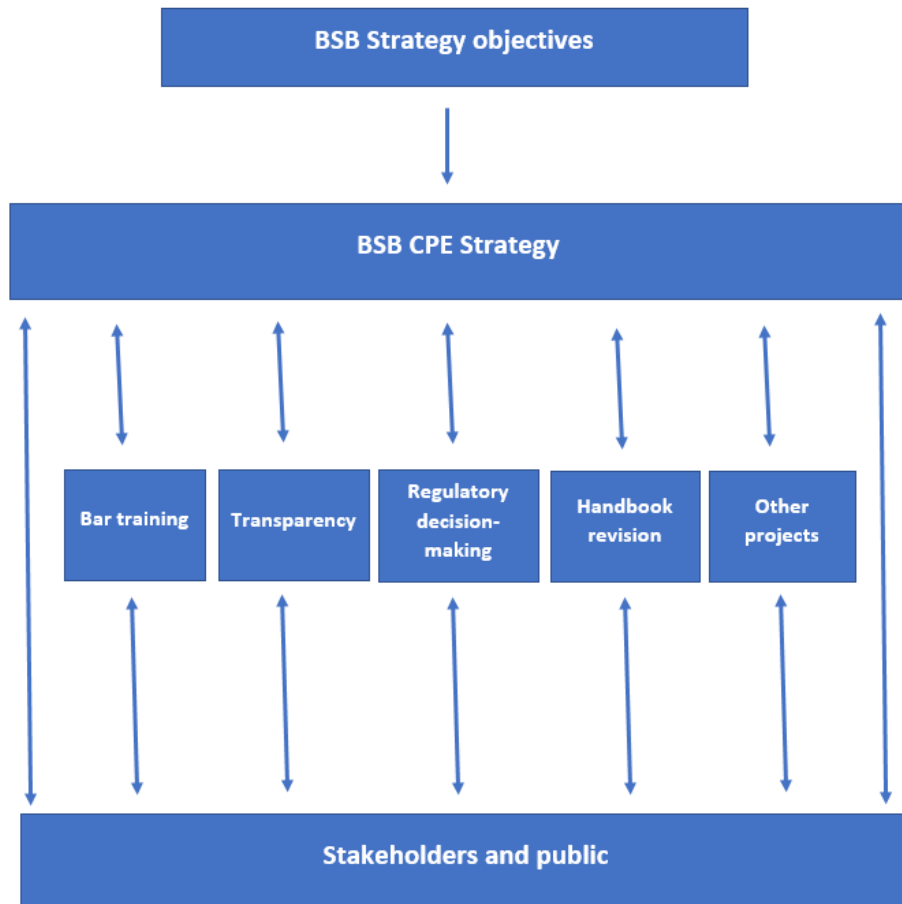 BSB Strategy objectives
BSB CPE Strategy
Bar training
Transparency
Regulatory
decision-
making
Handbook
revision
Other
projects
Stakeholders and public